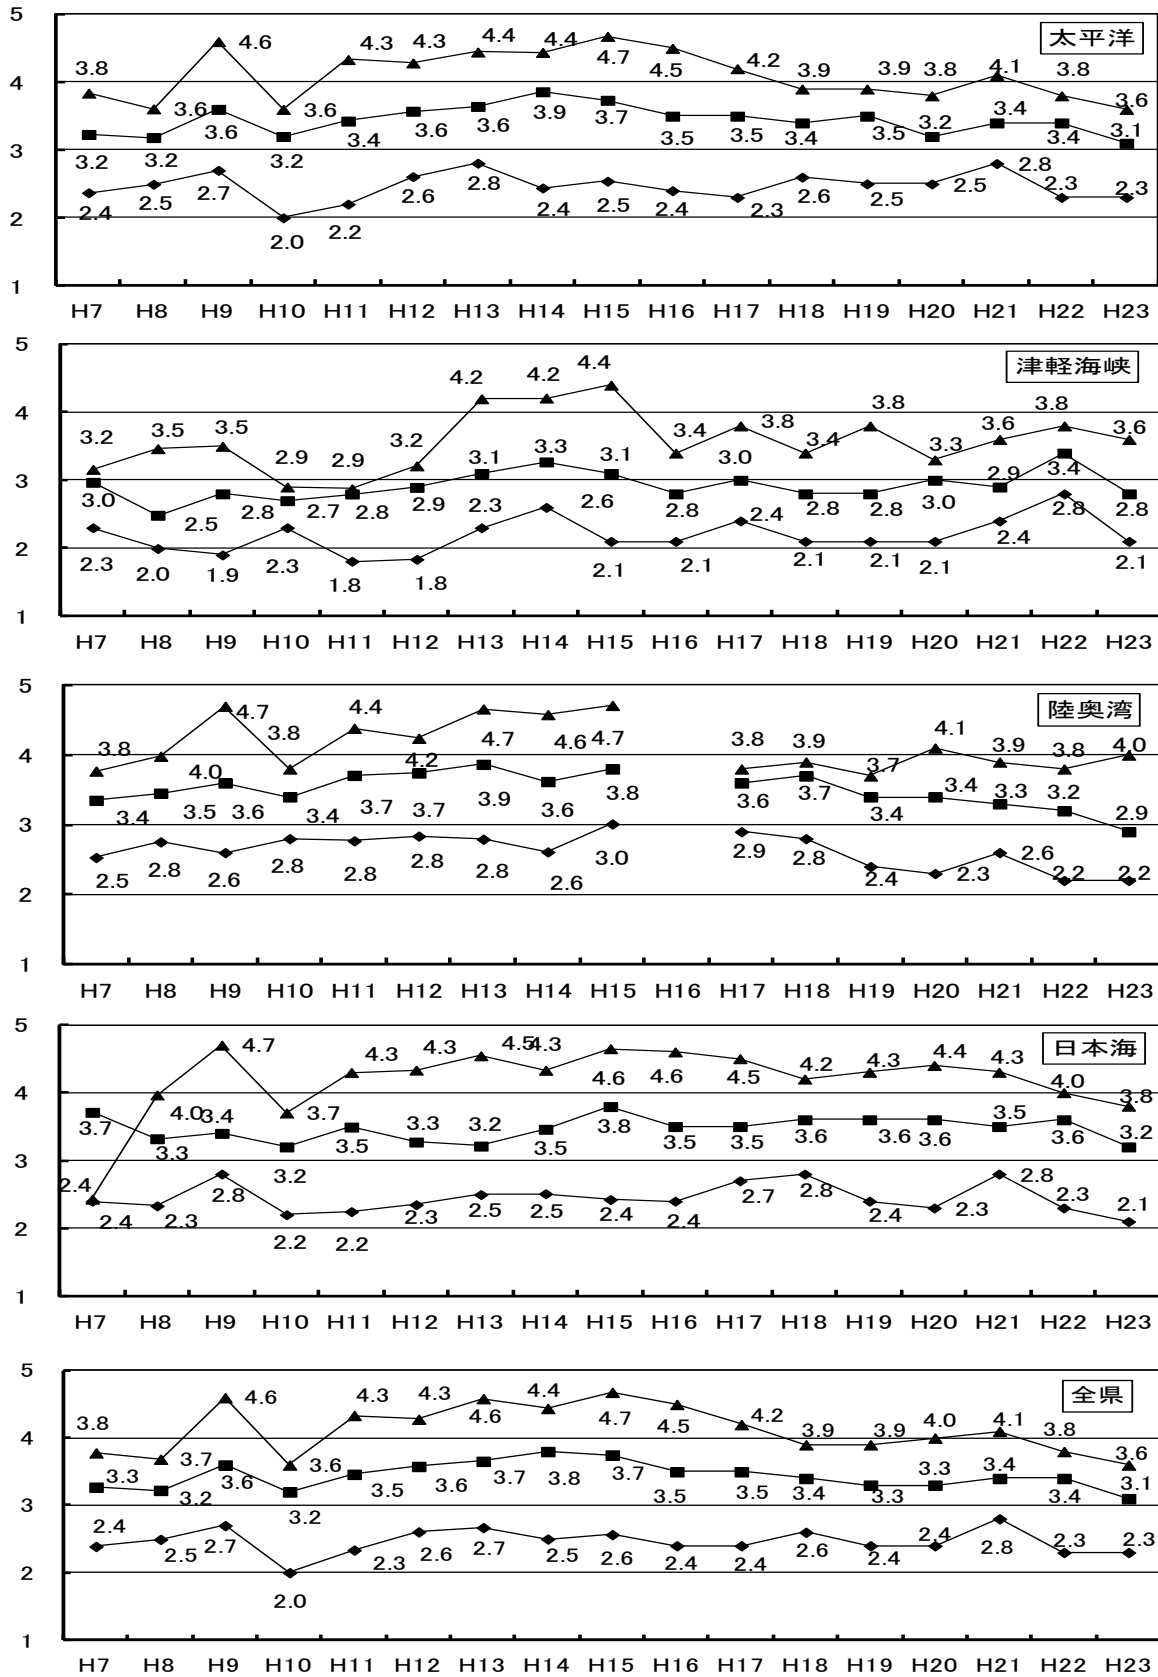 5
太平洋
4.6 4.3 4.3 4.4 4.4 4.7 4.5 4.2 3.9 3.9 3.8 4.1 3.8 3.6
3.8 3.6 3.6
4
3.2 3.2 3.6 3.2 3.4 3.6 3.6 3.9 3.7 3.5 3.5 3.4 3.5 3.2 3.4 3.4 3.1
3
2.4 2.5 2.7 2.0 2.2 2.6 2.8 2.4 2.5 2.4 2.3 2.6 2.5 2.5 2.8 2.3 2.3
2
1
H7 H8 H9 H10 H11 H12 H13 H14 H15 H16 H17 H18 H19 H20 H21 H22 H23
5
津軽海峡
3.2 3.5 3.5 2.9 2.9 3.2 4.2 4.2 4.4 3.4 3.8 3.4 3.8 3.3 3.6 3.8 3.6
4
3.0 2.5 2.8 2.7 2.8 2.9 3.1 3.3 3.1 2.8 3.0 2.8 2.8 3.0 2.9 3.4 2.8
3
2.3 2.0 1.9 2.3 1.8 1.8 2.3 2.6 2.1 2.1 2.4 2.1 2.1 2.1 2.4 2.8 2.1
2
1
H7 H8 H9 H10 H11 H12 H13 H14 H15 H16 H17 H18 H19 H20 H21 H22 H23
5
陸奥湾
3.8 4.0 4.7 3.8 4.4 4.2 4.7 4.6 4.7 3.8 3.9 3.7 4.1 3.9 3.8 4.0
4
3.4 3.5 3.6 3.4 3.7 3.7 3.9 3.6 3.8 3.6 3.7 3.4 3.4 3.3 3.2 2.9
3
2.5 2.8 2.6 2.8 2.8 2.8 2.8 2.6 3.0 2.9 2.8 2.4 2.3 2.6 2.2 2.2
2
1
H7 H8 H9 H10 H11 H12 H13 H14 H15 H16 H17 H18 H19 H20 H21 H22 H23
5
日本海
2.4 4.0 4.7 3.7 4.3 4.3 4.5 4.3 4.6 4.6 4.5 4.2 4.3 4.4 4.3 4.0 3.8
4
3.7 3.3 3.4 3.2 3.5 3.3 3.2 3.5 3.8 3.5 3.5 3.6 3.6 3.6 3.5 3.6 3.2
3
2.4 2.3 2.8 2.2 2.2 2.3 2.5 2.5 2.4 2.4 2.7 2.8 2.4 2.3 2.8 2.3 2.1
2
1
H7 H8 H9 H10 H11 H12 H13 H14 H15 H16 H17 H18 H19 H20 H21 H22 H23
5
全県
3.8 3.7 4.6 3.6 4.3 4.3 4.6 4.4 4.7 4.5 4.2 3.9 3.9 4.0 4.1 3.8 3.6
4
3.3 3.2 3.6 3.2 3.5 3.6 3.7 3.8 3.7 3.5 3.5 3.4 3.3 3.3 3.4 3.4 3.1
3
2.4 2.5 2.7 2.0 2.3 2.6 2.7 2.5 2.6 2.4 2.4 2.6 2.4 2.4 2.8 2.3 2.3
2
1
H7 H8 H9 H10 H11 H12 H13 H14 H15 H16 H17 H18 H19 H20 H21 H22 H23